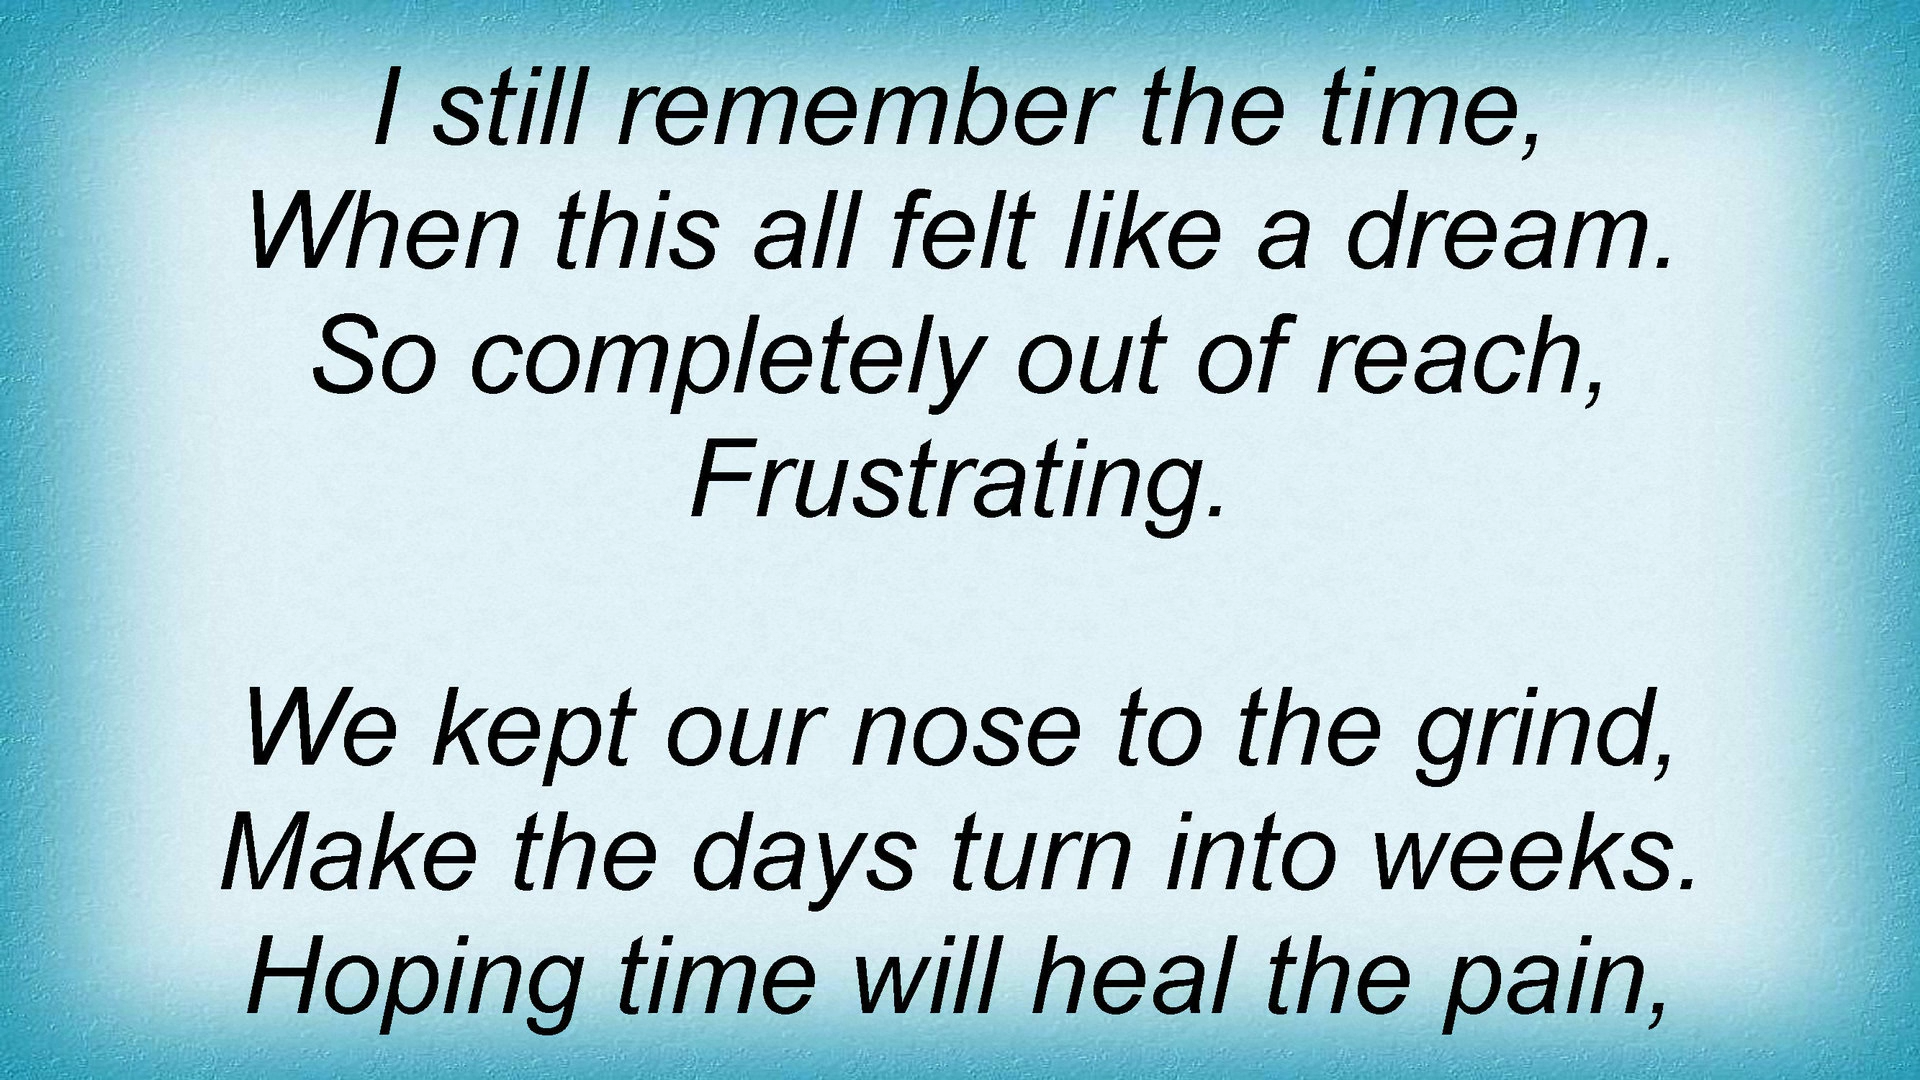 I still remember the time,
When this all felt like a dream.
So completely out of reach,
Frustrating.
We kept our nose to the grind,
Make the days turn into weeks.
Hoping time will heal the pain,